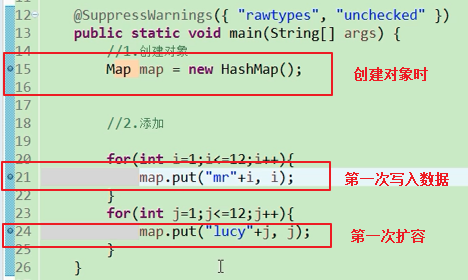 12 @SuppressWarnings({ "rawtypes", "unchecked" })
13 public static void main(String[] args) {
14 //1.创建对象
15 Map map = new HashMap(); 创建对象时
16
17
18 //2.添加
19
20 for(int i=1;i<=12;i++){
21 map.put("mr"+i, i); 第一次写入数据
22 }
23 for(int j=1;j<=12;j++){
24 map.put("lucy"+j, j); 第一次扩容
25 }
26 }